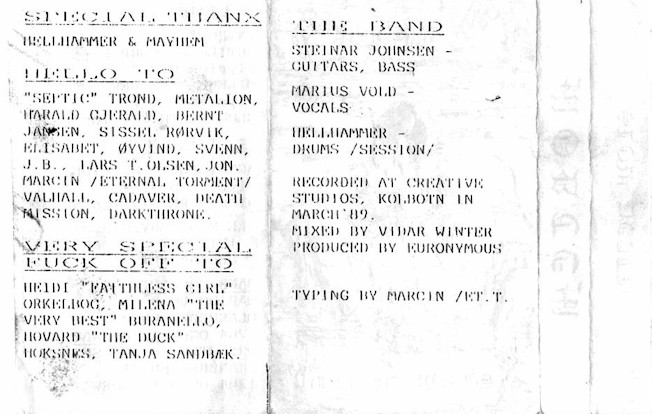 SPECIAL THANX
HELLHAMMER & MAYHEM
HELLO TO
"SEPTIC" TROND, METALION,
HARALD GJERALD, BERNT
JANSEN, SISSEL RØRVIK,
ELISABET, ØYVIND, SVENN,
J.B., LARS T.OLSEN, JON.
MARCIN /ETERNAL TORMENT/
VALHALL, CADAVER, DEATH
MISSION, DARKTHRONE.
VERY SPECIAL
FUCK OFF TO
HEIDI "FAITHLESS GIRL"
ORKELBOG, MILENA "THE
VERY BEST" BURANELLO,
HOVARD "THE DUCK"
HOKSNES, TANJA SANDBÆK.
THE BAND
STEINAR JOHNSEN -
GUITARS, BASS
MARIUS VOLD -
VOCALS
HELLHAMMER -
DRUMS /SESSION/
RECORDED AT CREATIVE
STUDIOS, KOLBOTN IN
MARCH'89.
MIXED BY VIDAR WINTER
PRODUCED BY EURONYMOUS
TYPING BY MARCIN /ET.T.